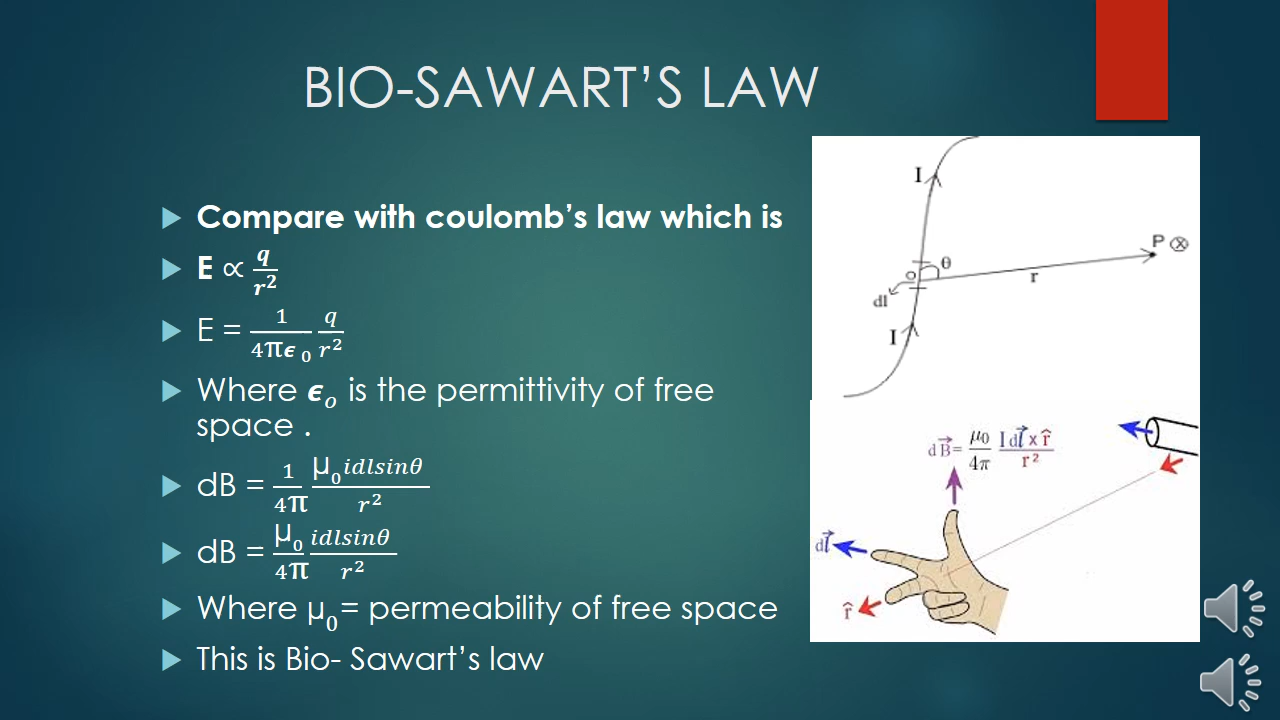 BIO-SAWART’S LAW
Compare with coulomb’s law which is
E ∝ q/r²
E = 1/4πϵ₀ q/r²
Where ϵₒ is the permittivity of free
space .
dB = 1/4π µ₀idlsinθ/r²
dB = µ₀/4π idlsinθ/r²
Where µ₀= permeability of free space
This is Bio- Sawart’s law
I
P ⊗
θ
o
r
dl
I
dB⃗= μ₀/4π I dl⃗ x r̂/r²
dl⃗
r̂